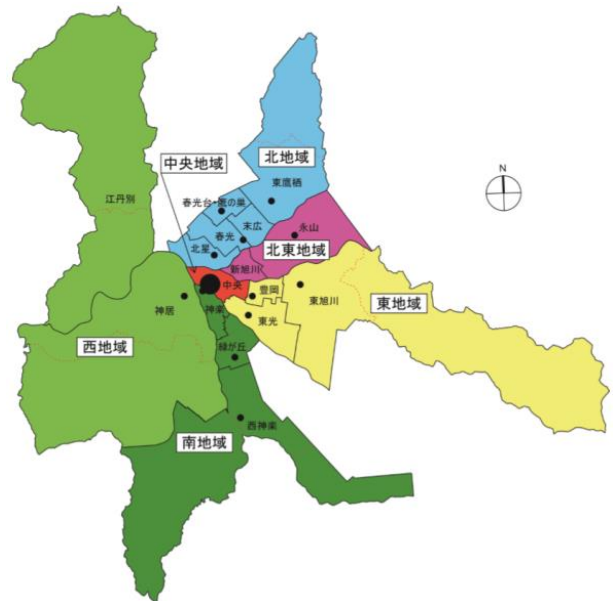 N
北地域
中央地域
東鷹栖
江丹別
春光台・鷹の巣
末広
永山
春光
北星
北東地域
新旭川
中央
豊岡
東旭川
神居
神楽
東光
東地域
西地域
緑が丘
西神楽
南地域